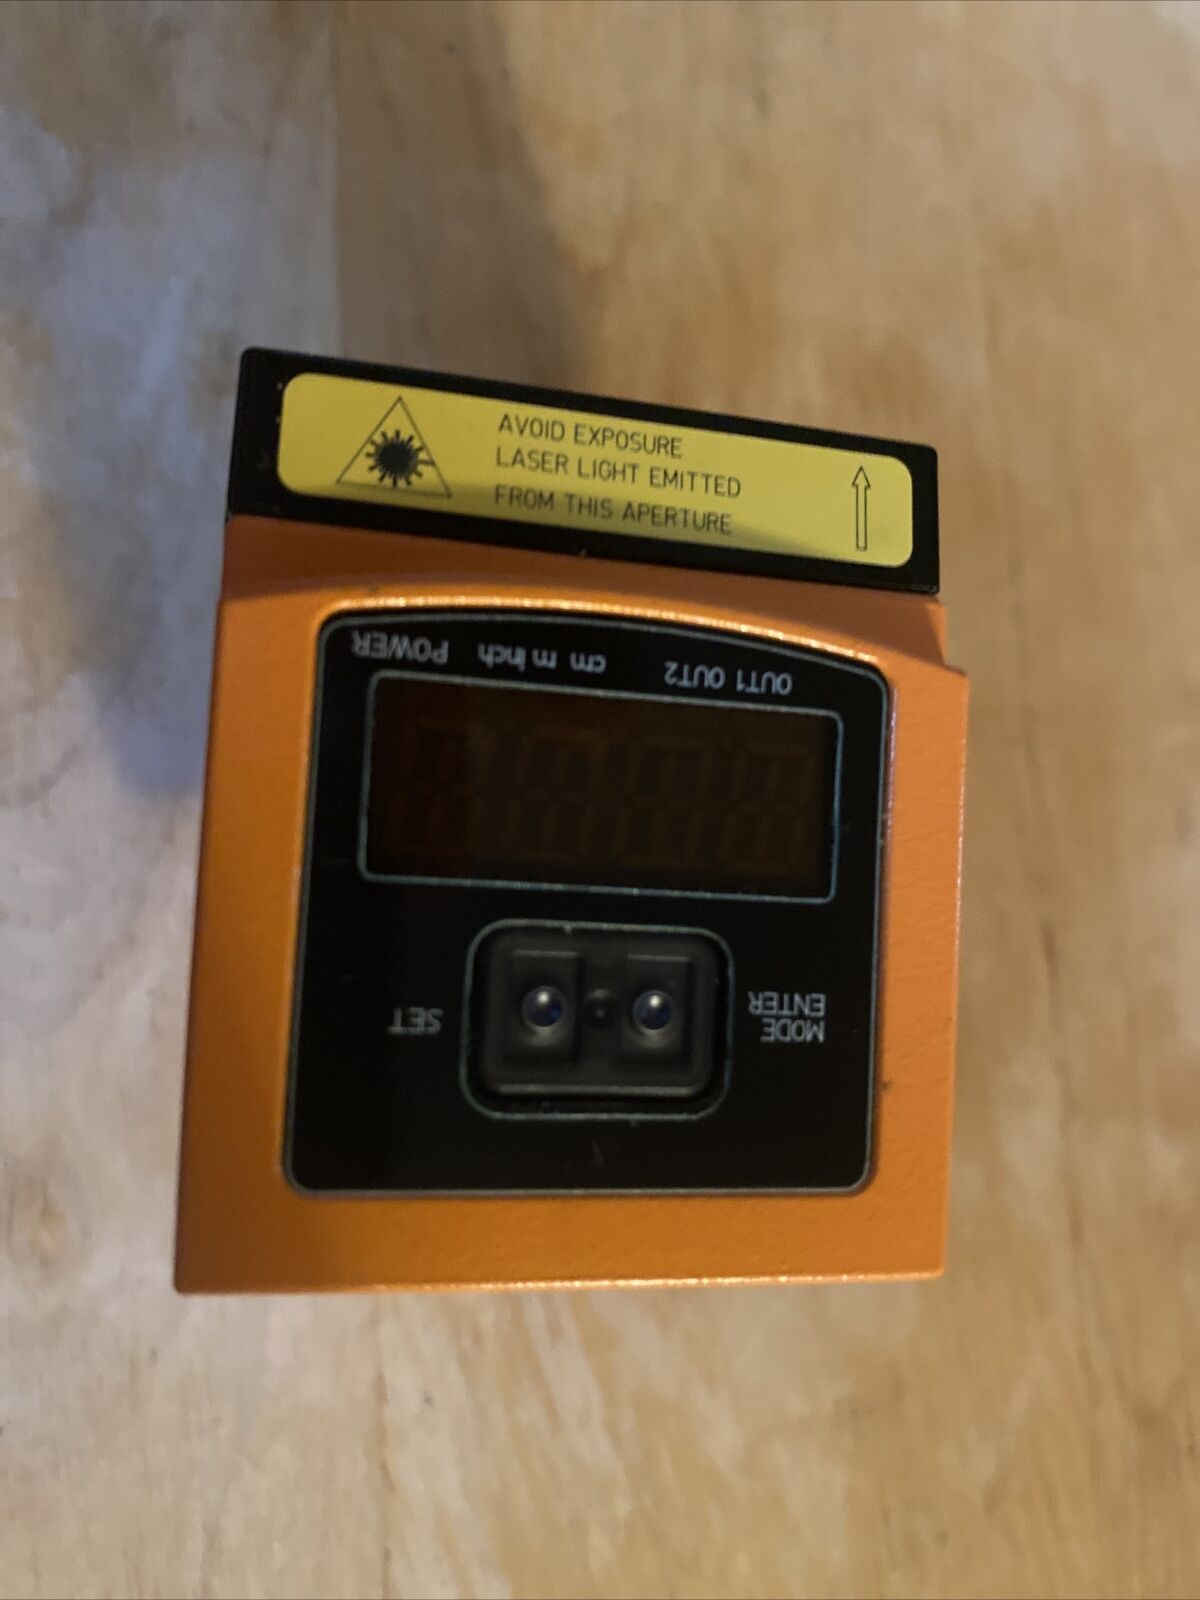 AVOID EXPOSURE
LASER LIGHT EMITTED
FROM THIS APERTURE
OUT1 OUT2 cm m Inch POWER
MODE
ENTER
SET